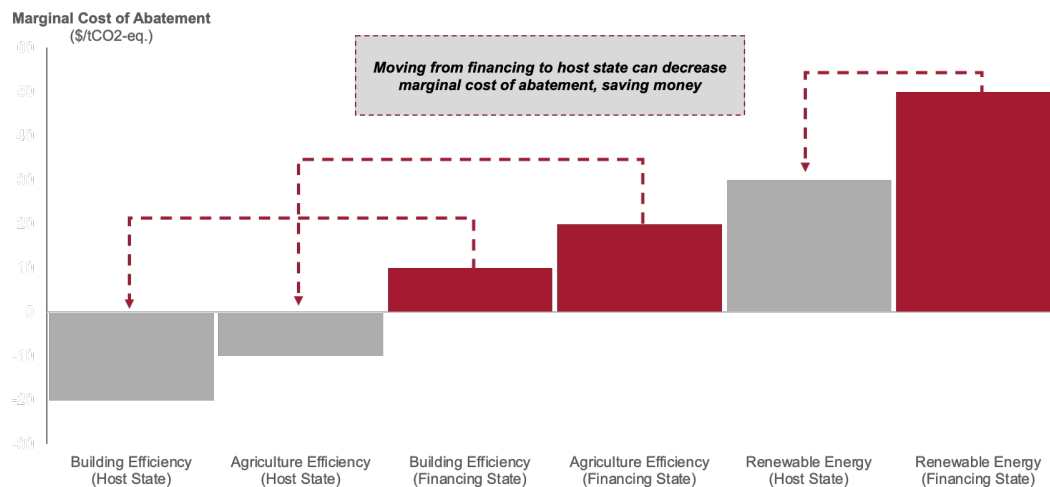 Marginal Cost of Abatement
($/tCO2-eq.)
60
50
40
30
20
10
0
-10
-20
-30
Moving from financing to host state can decrease
marginal cost of abatement, saving money
Building Efficiency
(Host State)
Agriculture Efficiency
(Host State)
Building Efficiency
(Financing State)
Agriculture Efficiency
(Financing State)
Renewable Energy
(Host State)
Renewable Energy
(Financing State)